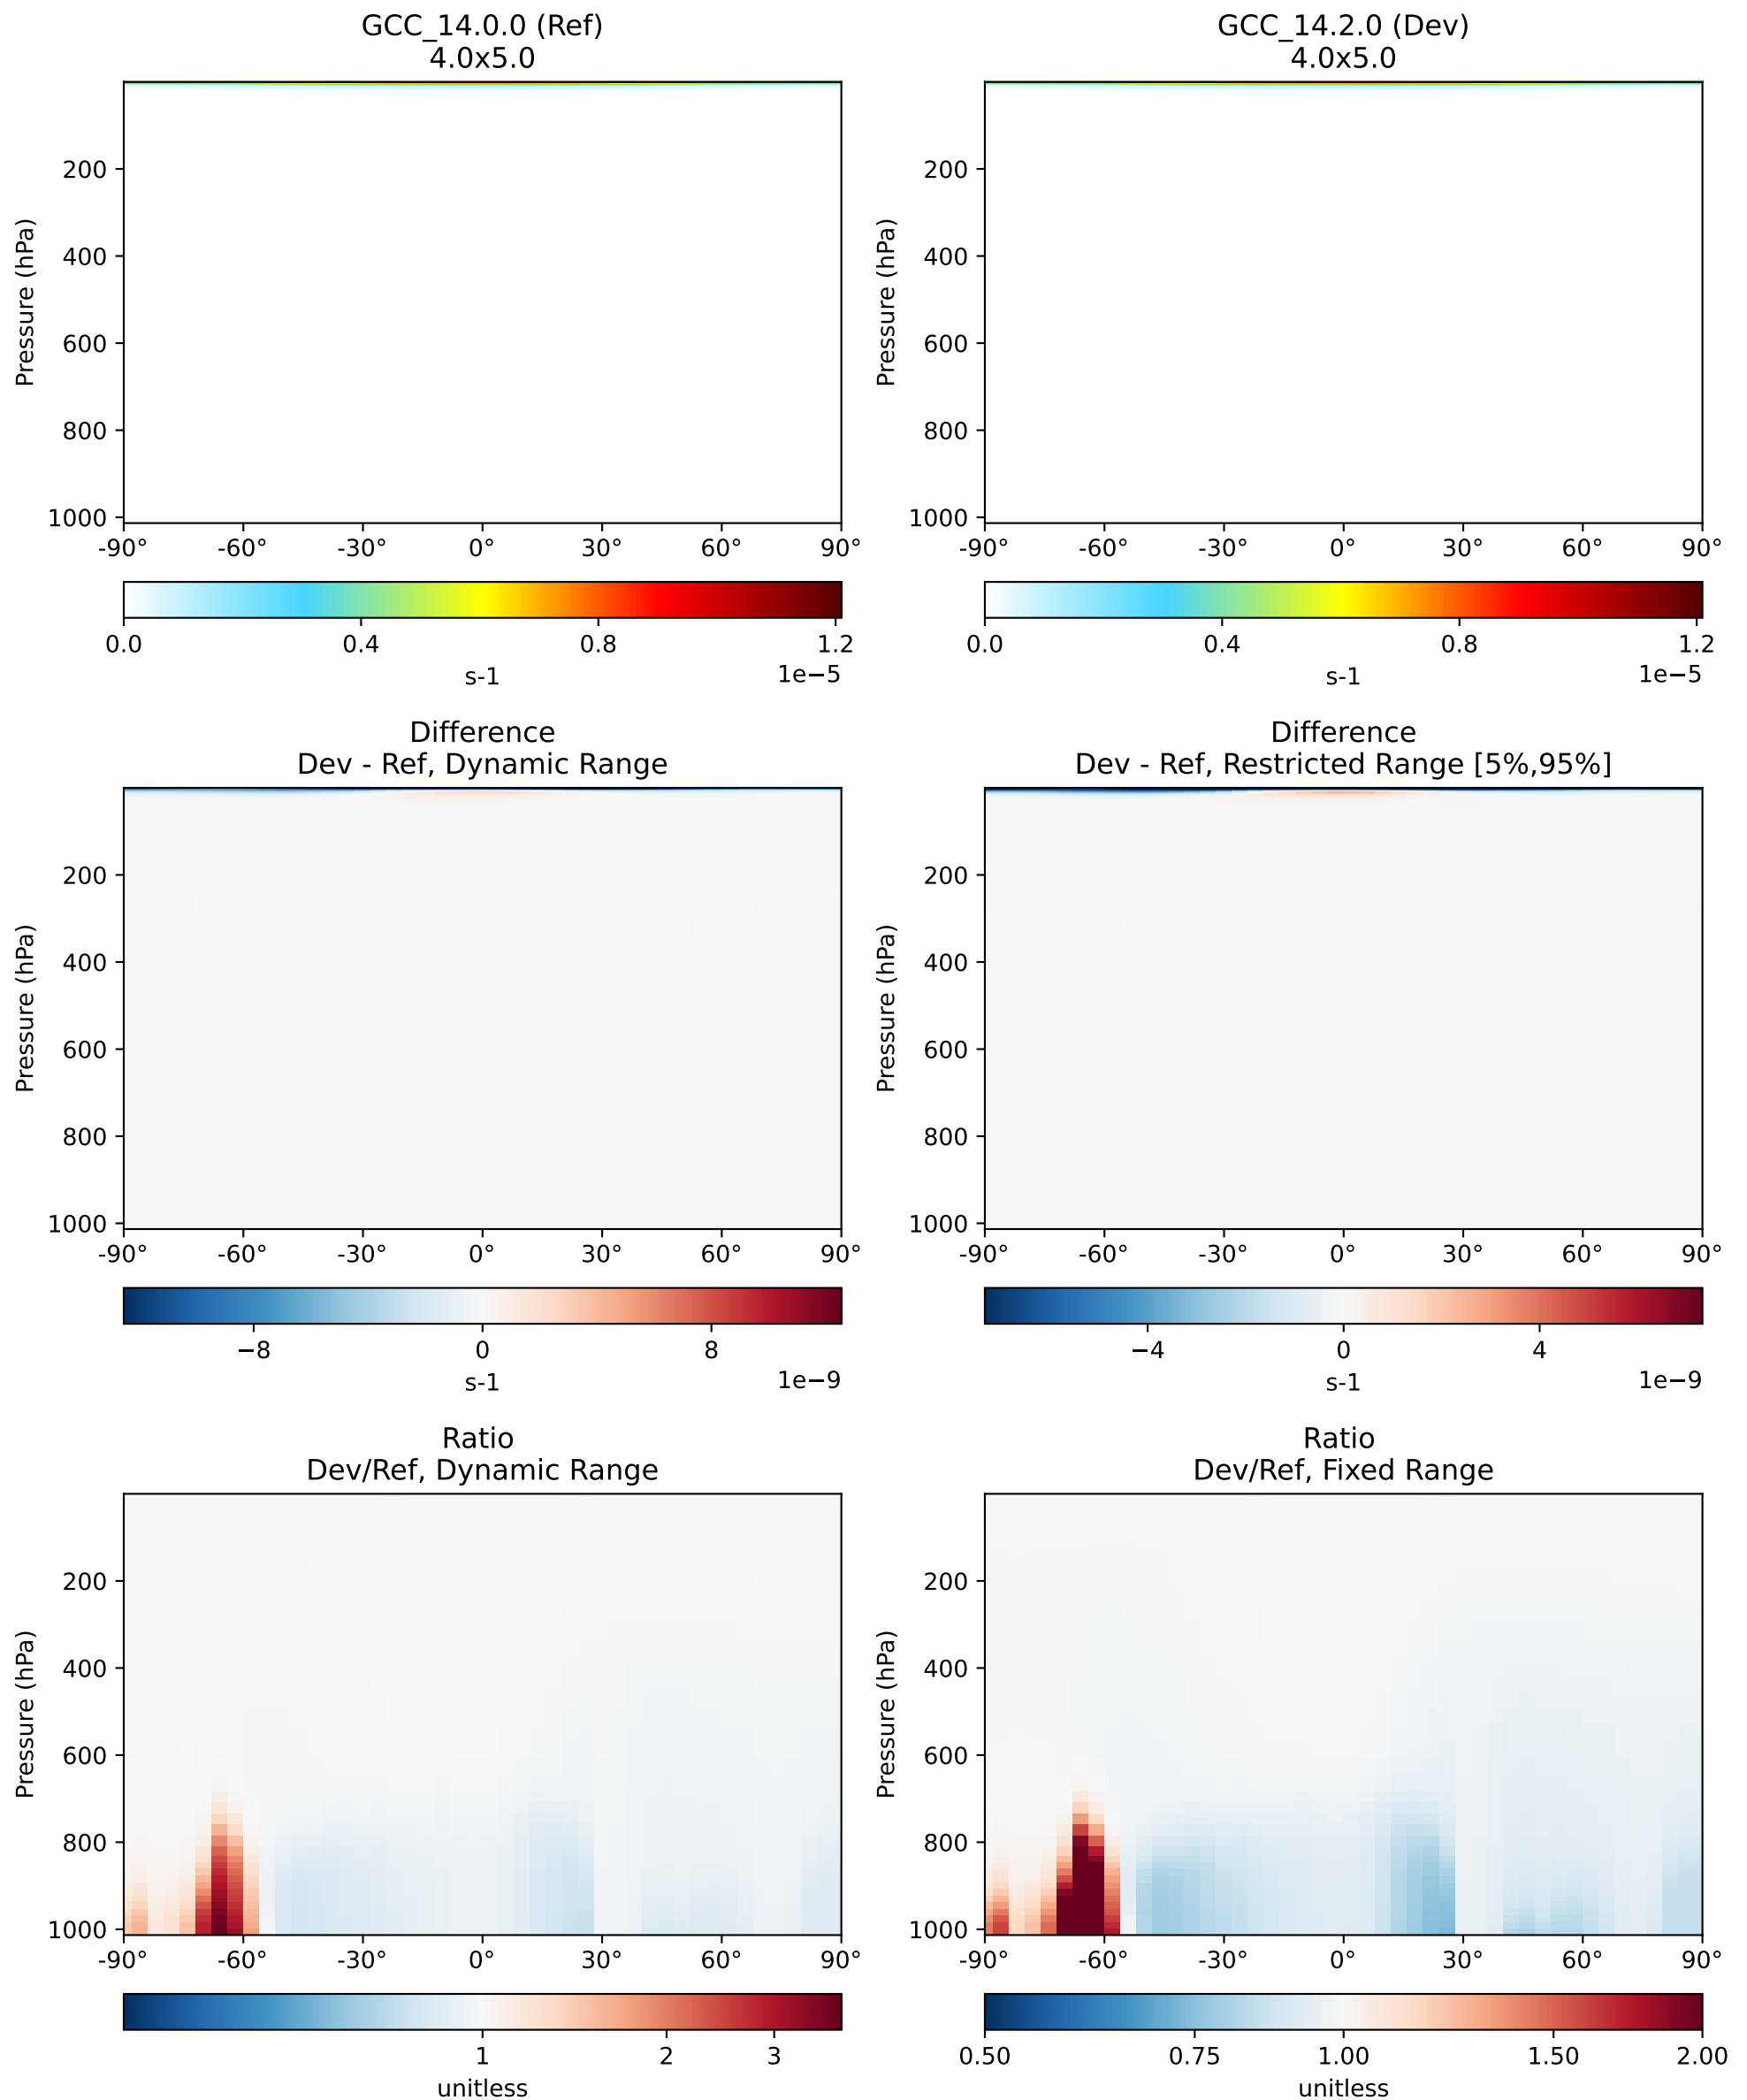 GCC_14.0.0 (Ref)
4.0x5.0
Pressure (hPa)
200
400
600
800
1000
-90° -60° -30° 0° 30° 60° 90°
0.0 0.4 0.8 1.2
s-1
1e−5
GCC_14.2.0 (Dev)
4.0x5.0
Pressure (hPa)
200
400
600
800
1000
-90° -60° -30° 0° 30° 60° 90°
0.0 0.4 0.8 1.2
s-1
1e−5
Difference
Dev - Ref, Dynamic Range
Pressure (hPa)
200
400
600
800
1000
-90° -60° -30° 0° 30° 60° 90°
−8 0 8
s-1
1e−9
Difference
Dev - Ref, Restricted Range [5%,95%]
Pressure (hPa)
200
400
600
800
1000
-90° -60° -30° 0° 30° 60° 90°
−4 0 4
s-1
1e−9
Ratio
Dev/Ref, Dynamic Range
Pressure (hPa)
200
400
600
800
1000
-90° -60° -30° 0° 30° 60° 90°
1 2 3
unitless
Ratio
Dev/Ref, Fixed Range
Pressure (hPa)
200
400
600
800
1000
-90° -60° -30° 0° 30° 60° 90°
0.50 0.75 1.00 1.50 2.00
unitless